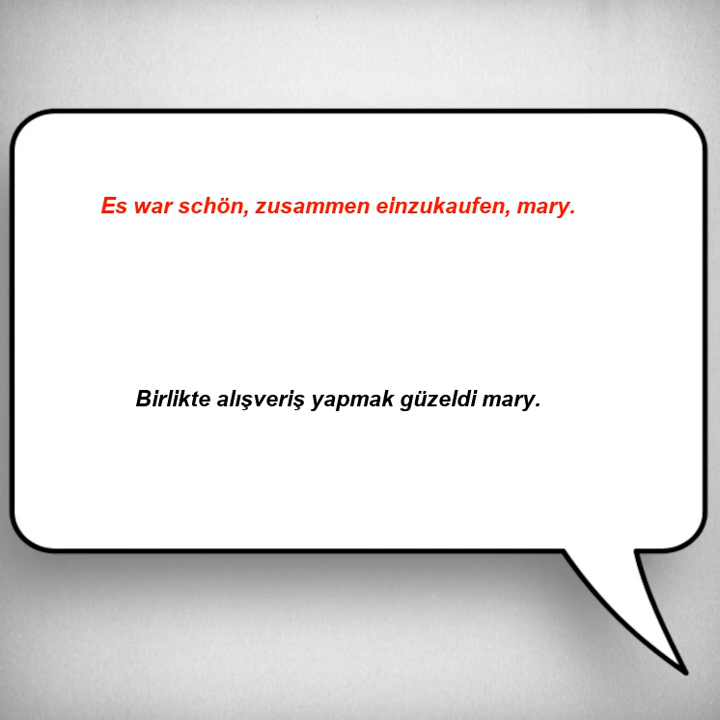 Es war schön, zusammen einzukaufen, mary.
Birlikte alışveriş yapmak güzeldi mary.